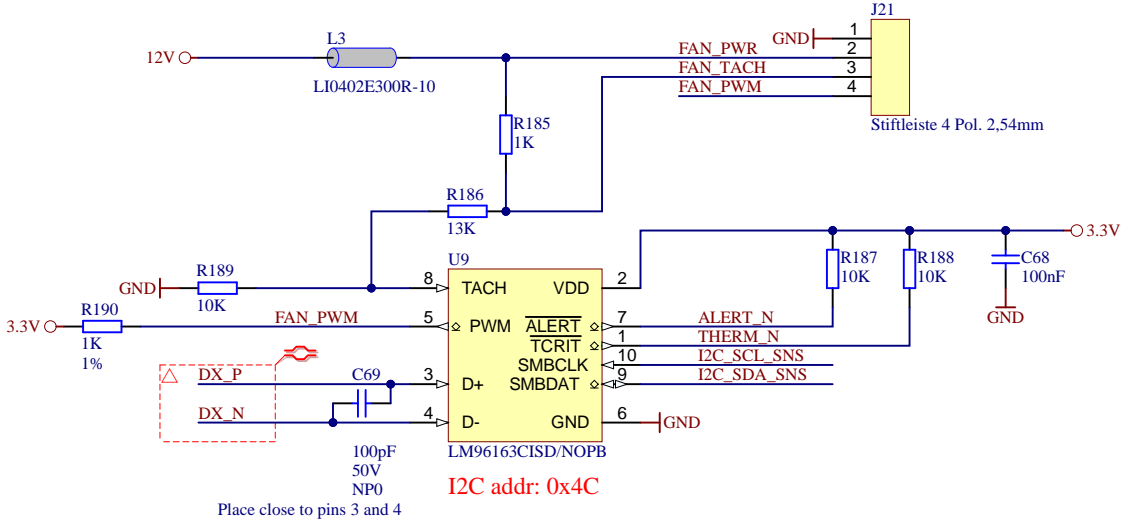 J21
L3
GND
1
12V
FAN_PWR
2
FAN_TACH
3
LI0402E300R-10
FAN_PWM
4
R185
1K
Stiftleiste 4 Pol. 2,54mm
R186
13K
3.3V
U9
R187
10K
R188
10K
C68
100nF
R189
GND
10K
8
TACH
VDD
2
GND
R190
3.3V
1K
1%
FAN_PWM
5
PWM
ALERT
7
ALERT_N
TCRIT
1
THERM_N
SMBCLK
10
I2C_SCL_SNS
DX_P
C69
3
D+
SMBDAT
9
I2C_SDA_SNS
DX_N
4
D-
GND
6
GND
100pF
50V
NP0
LM96163CISD/NOPB
I2C addr: 0x4C
Place close to pins 3 and 4